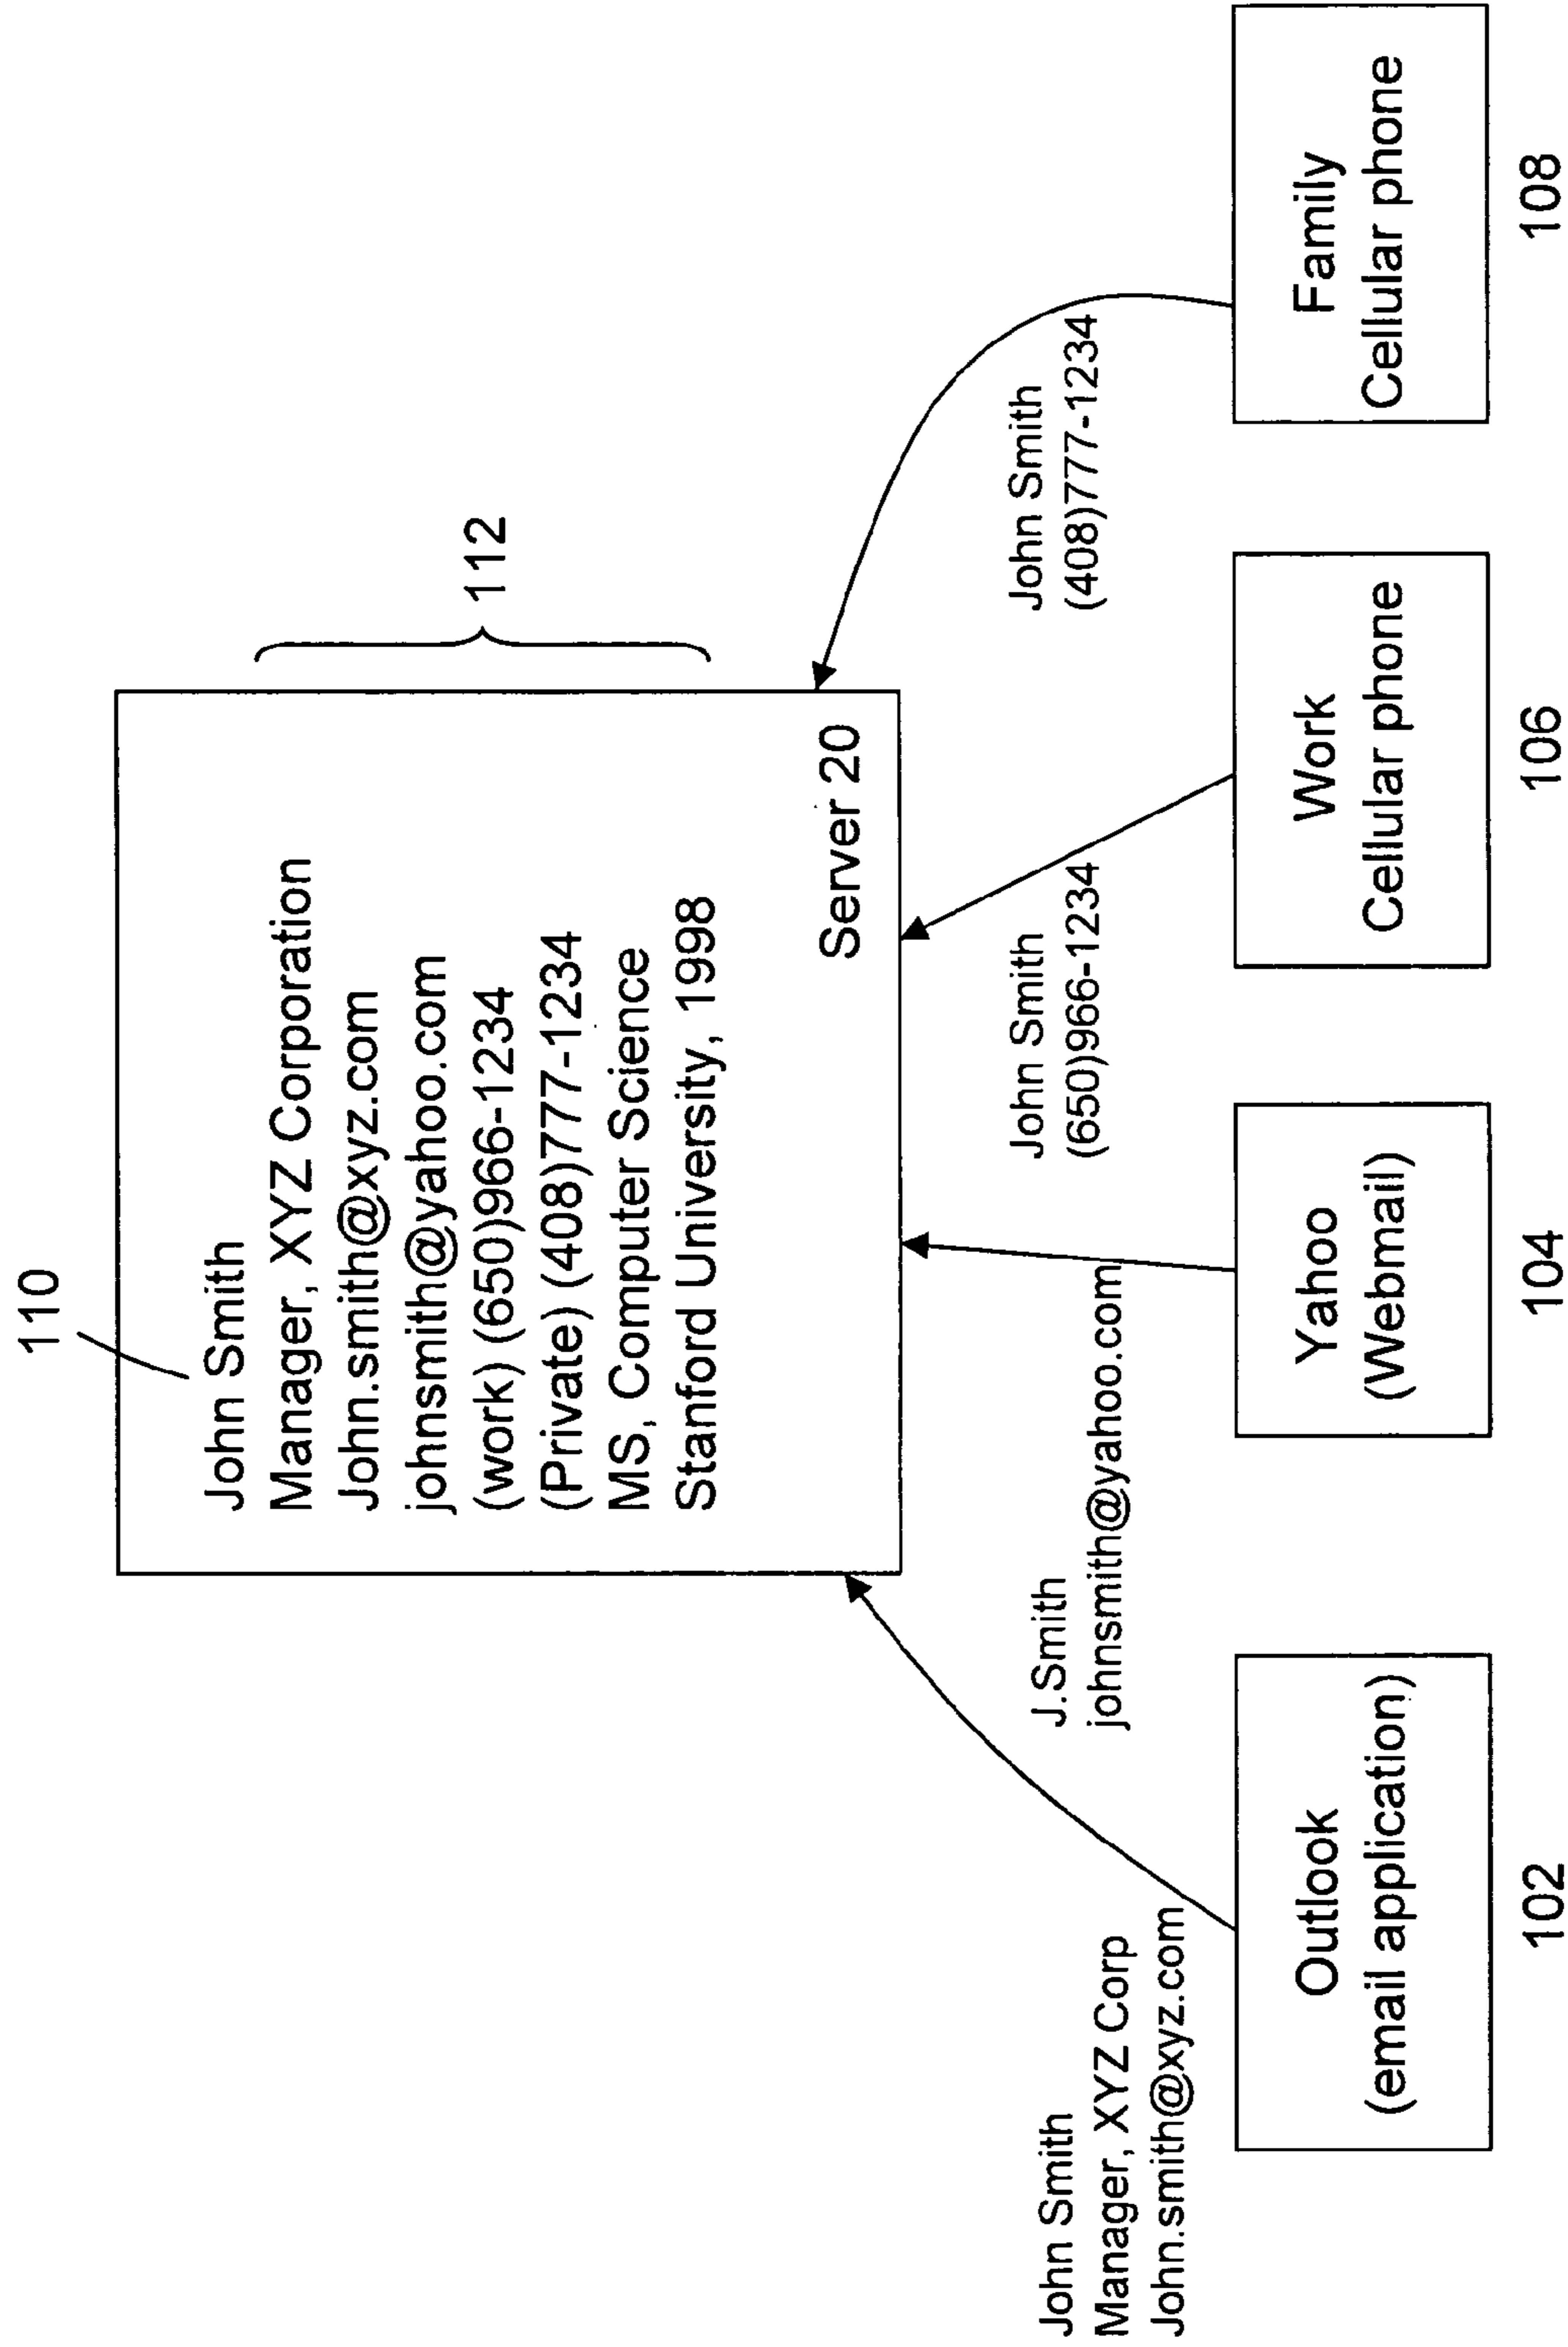 110
John Smith
Manager, XYZ Corporation
John.smith@xyz.com
johnsmith@yahoo.com
(work) (650)966-1234
(Private) (408)777-1234
MS, Computer Science
Stanford University, 1998
Server 20
112
John Smith
Manager, XYZ Corp
John.smith@xyz.com
J.Smith
johnsmith@yahoo.com
John Smith
(650)966-1234
John Smith
(408)777-1234
Outlook
(email application)
102
Yahoo
(Webmail)
104
Work
Cellular phone
106
Family
Cellular phone
108